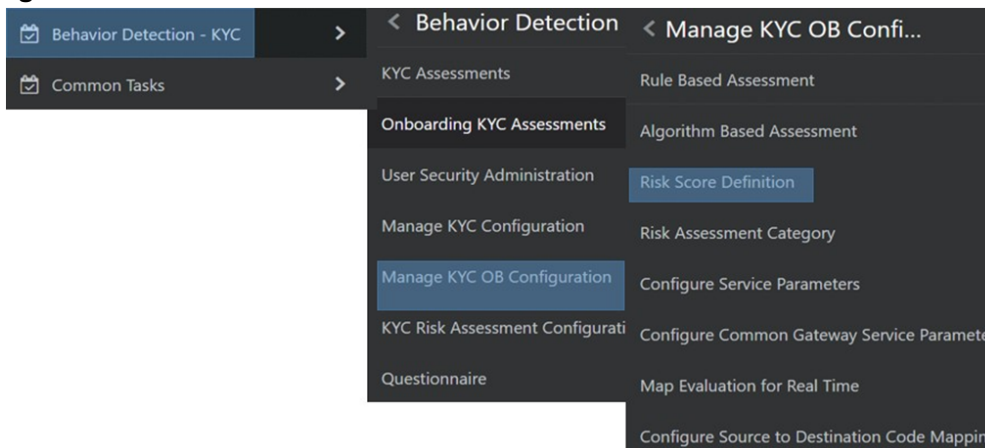 Behavior Detection - KYC
Common Tasks
Behavior Detection
KYC Assessments
Onboarding KYC Assessments
User Security Administration
Manage KYC Configuration
Manage KYC OB Configuration
KYC Risk Assessment Configurati
Questionnaire
Manage KYC OB Confi...
Rule Based Assessment
Algorithm Based Assessment
Risk Score Definition
Risk Assessment Category
Configure Service Parameters
Configure Common Gateway Service Paramete
Map Evaluation for Real Time
Configure Source to Destination Code Mappin